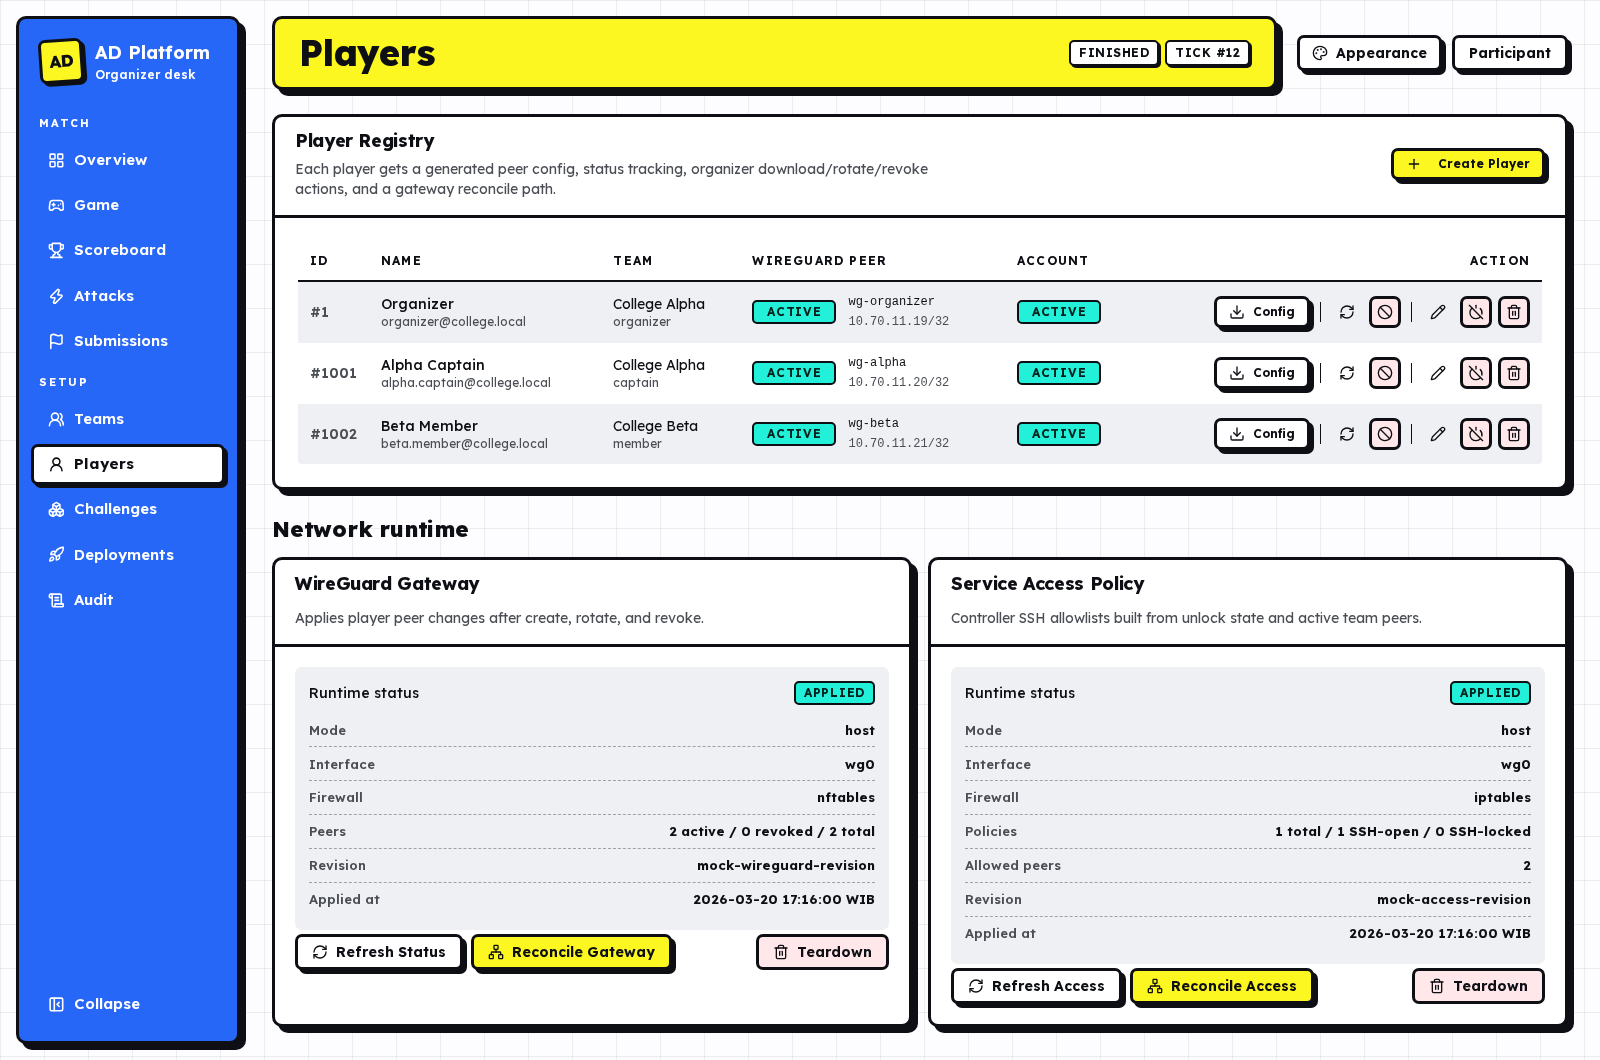 AD
AD Platform
Organizer desk
MATCH
Overview
Game
Scoreboard
Attacks
Submissions
SETUP
Teams
Players
Challenges
Deployments
Audit
Collapse
Players
FINISHED
TICK #12
Appearance
Participant
Player Registry
Each player gets a generated peer config, status tracking, organizer download/rotate/revoke
actions, and a gateway reconcile path.
Create Player
ID NAME TEAM WIREGUARD PEER ACCOUNT ACTION
#1 Organizer College Alpha ACTIVE wg-organizer ACTIVE Config
organizer@college.local organizer 10.70.11.19/32
#1001 Alpha Captain College Alpha ACTIVE wg-alpha ACTIVE Config
alpha.captain@college.local captain 10.70.11.20/32
#1002 Beta Member College Beta ACTIVE wg-beta ACTIVE Config
beta.member@college.local member 10.70.11.21/32
Network runtime
WireGuard Gateway
Applies player peer changes after create, rotate, and revoke.
Runtime status APPLIED
Mode host
Interface wg0
Firewall nftables
Peers 2 active / 0 revoked / 2 total
Revision mock-wireguard-revision
Applied at 2026-03-20 17:16:00 WIB
Refresh Status Reconcile Gateway Teardown
Service Access Policy
Controller SSH allowlists built from unlock state and active team peers.
Runtime status APPLIED
Mode host
Interface wg0
Firewall iptables
Policies 1 total / 1 SSH-open / 0 SSH-locked
Allowed peers 2
Revision mock-access-revision
Applied at 2026-03-20 17:16:00 WIB
Refresh Access Reconcile Access Teardown